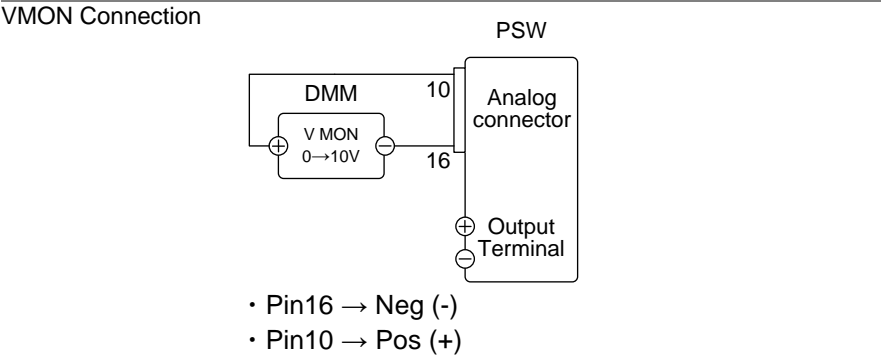 VMON Connection
PSW
DMM
10
Analog
connector
V MON
0→10V
16
Output
Terminal
・Pin16 → Neg (-)
・Pin10 → Pos (+)